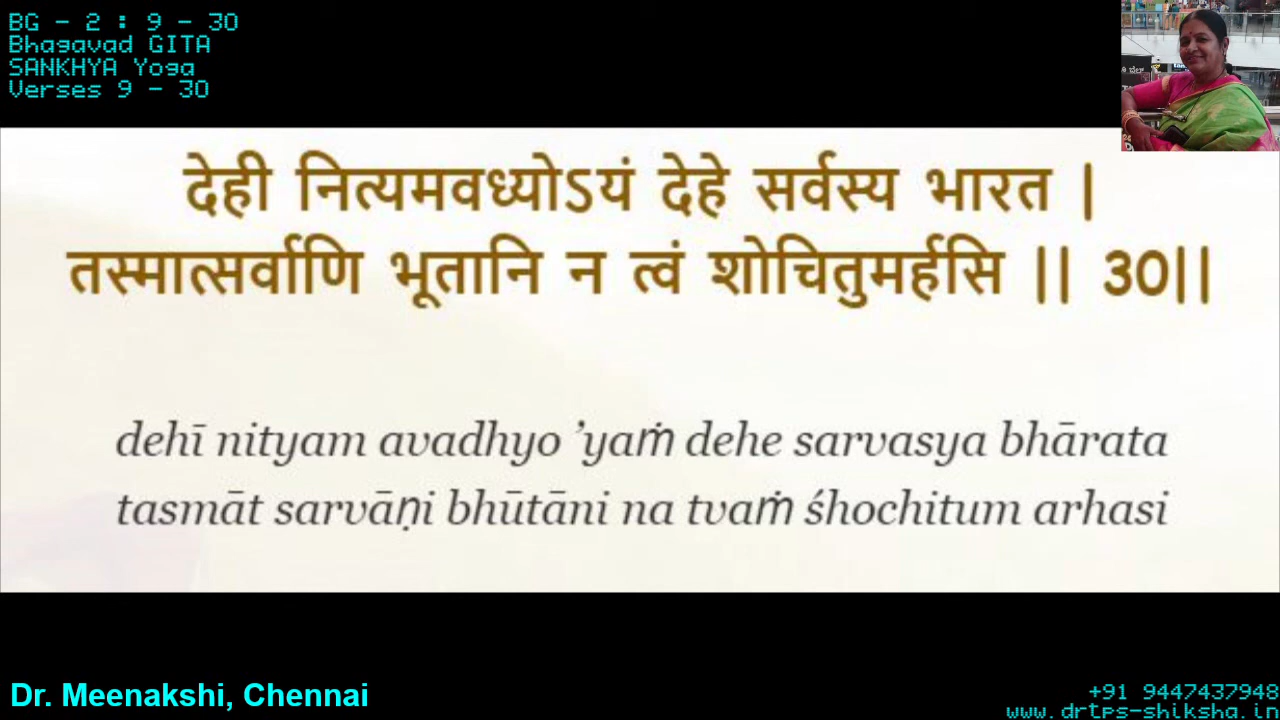 BG - 2 : 9 - 30
Bhagavad GITA
SANKHYA Yoga
Verses 9 - 30
देही नित्यमवध्योऽयं देहे सर्वस्य भारत |
तस्मात्सर्वाणि भूतानि न त्वं शोचितुमर्हसि || 30||
dehī nityam avadhyo ’yaṁ dehe sarvasya bhārata
tasmāt sarvāṇi bhūtāni na tvaṁ śhochitum arhasi
Dr. Meenakshi, Chennai
+91 9447437948
www.drtps-shiksha.in